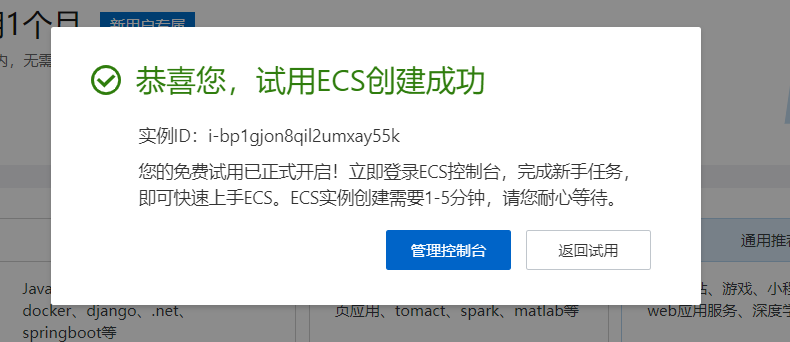 月1个月 新用户专属
内，无需
恭喜您，试用ECS创建成功
实例ID：i-bp1gjon8qil2umxay55k
您的免费试用已正式开启！立即登录ECS控制台，完成新手任务，
即可快速上手ECS。ECS实例创建需要1-5分钟，请您耐心等待。
管理控制台 返回试用
通用推荐
Java
docker、django、.net、
springboot等
页应用、tomact、spark、matlab等
站、游戏、小程
web应用服务、深度学